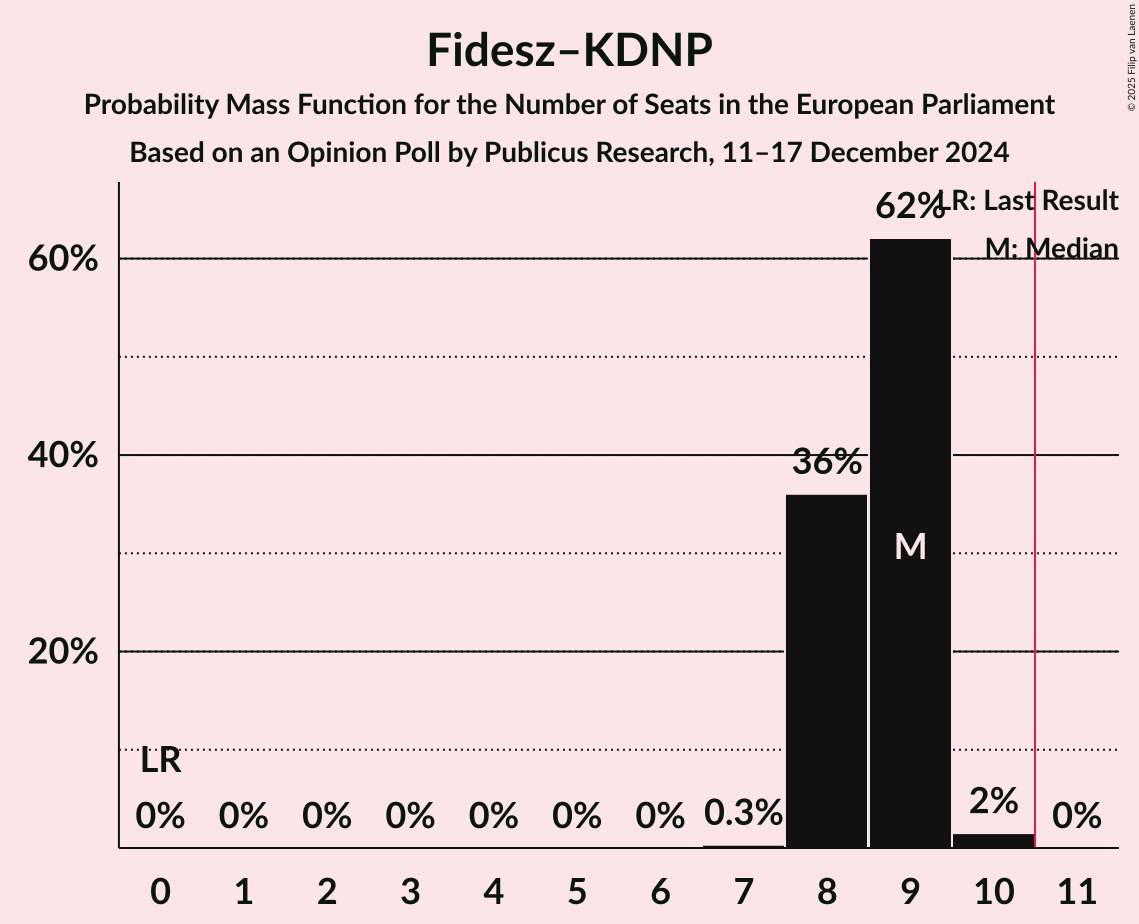 Fidesz–KDNP
Probability Mass Function for the Number of Seats in the European Parliament
Based on an Opinion Poll by Publicus Research, 11–17 December 2024
© 2025 Filip van Laenen
LR: Last Result
M: Median
60%
40%
20%
62%
36%
M
LR
0% 0% 0% 0% 0% 0% 0% 0.3% 2% 0%
0 1 2 3 4 5 6 7 8 9 10 11